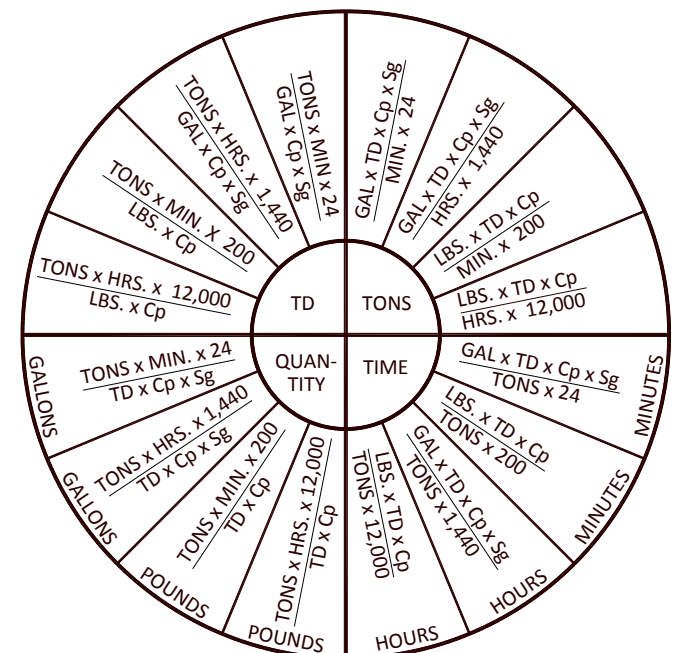 TONS x HRS. x 12,000
LBS. x Cp
TONS x MIN. x 200
LBS. x Cp
TONS x HRS. x 1,440
GAL x Cp x Sg
TONS x MIN x 24
GAL x Cp x Sg
GAL x TD x Cp x Sg
MIN. x 24
GAL x TD x Cp x Sg
HRS. x 1,440
LBS. x TD x Cp
MIN. x 200
LBS. x TD x Cp
HRS. x 12,000
TD
TONS
QUAN-
TITY
TIME
GAL x TD x Cp x Sg
TONS x 24
MINUTES
LBS. x TD x Cp
TONS x 200
MINUTES
GAL x TD x Cp x Sg
TONS x 1,440
HOURS
LBS. x TD x Cp
TONS x 12,000
HOURS
TONS x HRS. x 12,000
TD x Cp
POUNDS
TONS x MIN. x 200
TD x Cp
POUNDS
TONS x HRS. x 1,440
TD x Cp x Sg
GALLONS
TONS x MIN. x 24
TD x Cp x Sg
GALLONS